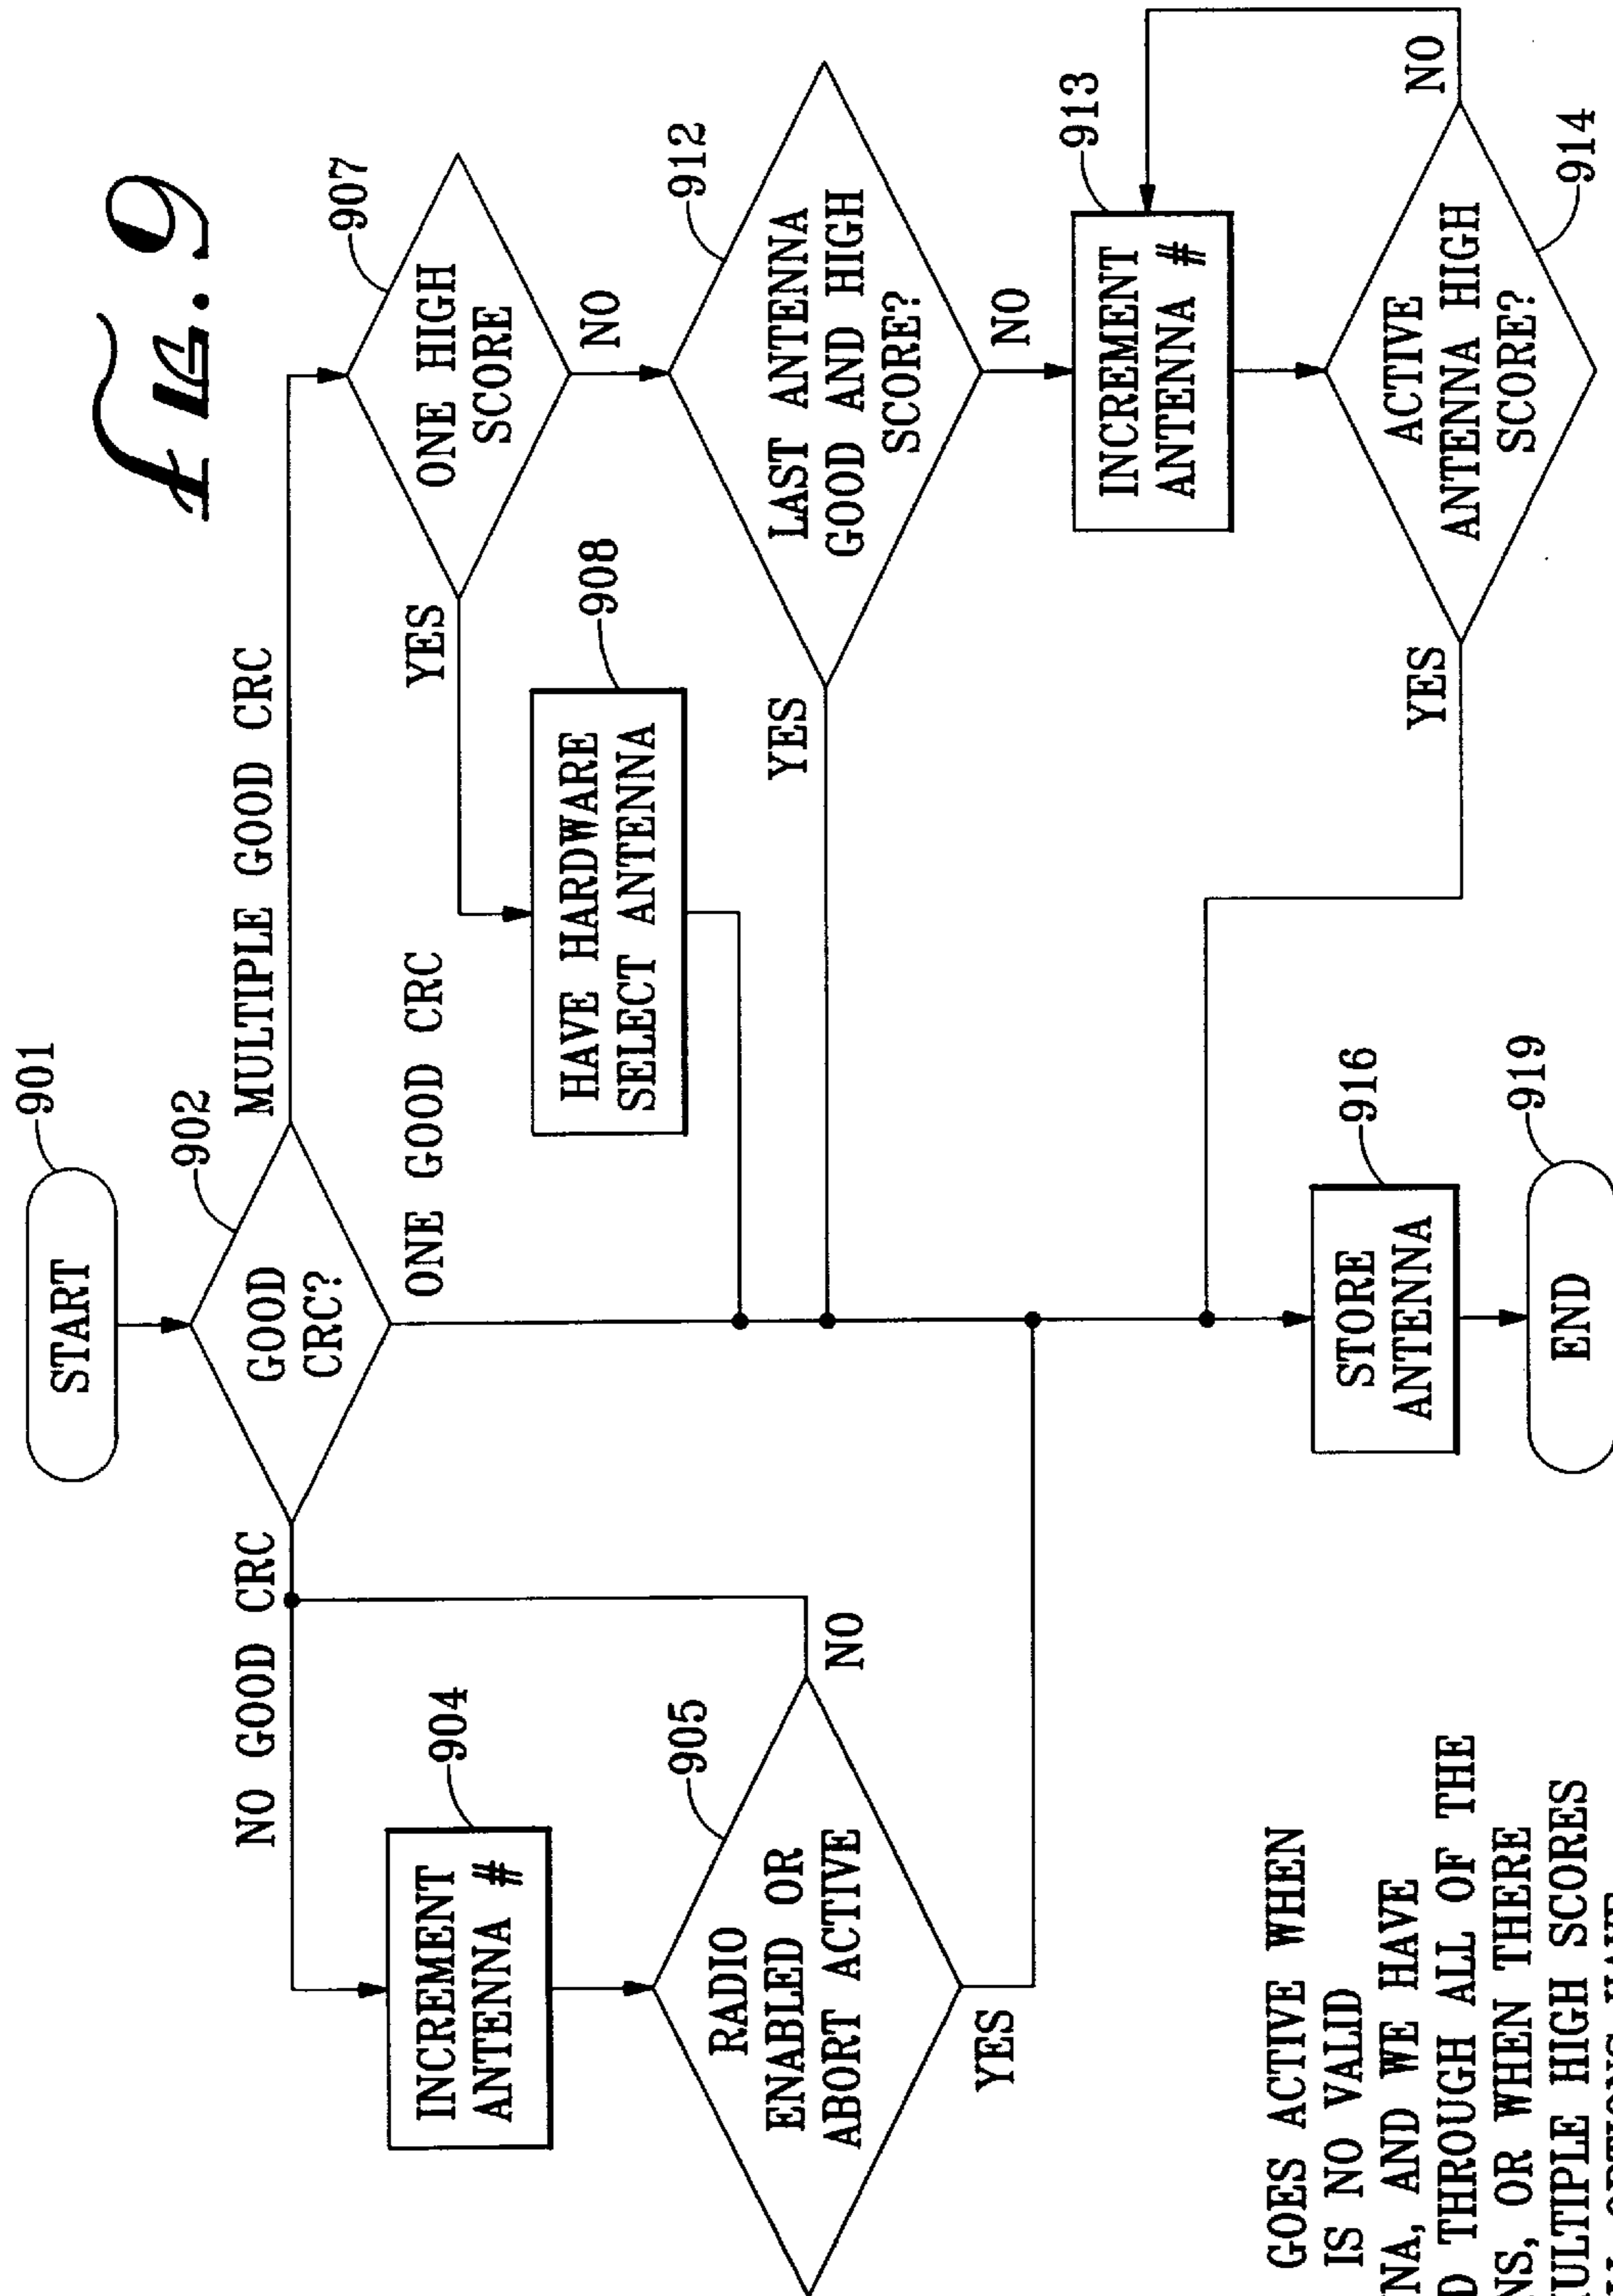 FIG. 9
901
START
902
GOOD
CRC?
NO GOOD CRC
MULTIPLE GOOD CRC
ONE GOOD CRC
904
INCREMENT
ANTENNA #
905
RADIO
ENABLED OR
ABORT ACTIVE
NO
YES
907
ONE HIGH
SCORE
YES
NO
908
HAVE HARDWARE
SELECT ANTENNA
912
LAST ANTENNA
GOOD AND HIGH
SCORE?
YES
NO
913
INCREMENT
ANTENNA #
914
ACTIVE
ANTENNA HIGH
SCORE?
YES
NO
916
STORE
ANTENNA
919
END
GOES ACTIVE WHEN
IS NO VALID
NA, AND WE HAVE
D THROUGH ALL OF THE
NS, OR WHEN THERE
ULTIPLE HIGH SCORES